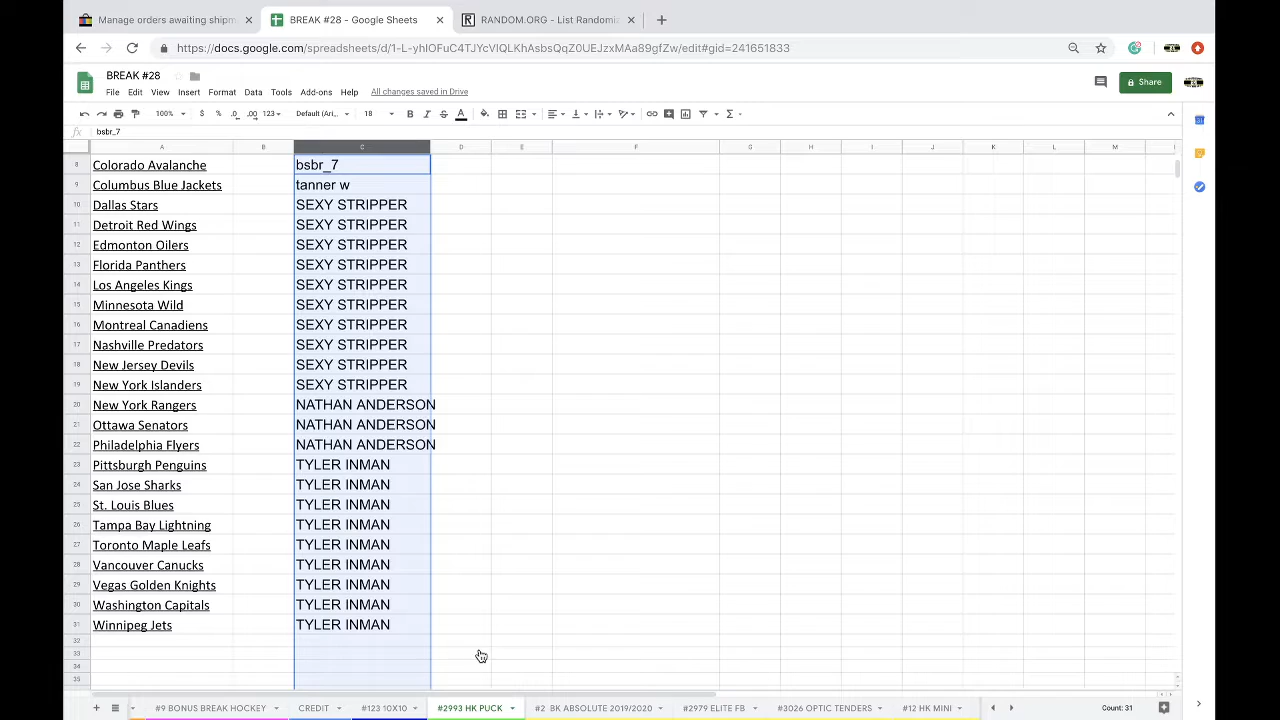 Manage orders awaiting shipm
BREAK #28 - Google Sheets
RANDOM.ORG - List Randomis
https://docs.google.com/spreadsheets/d/1-L-yhIOFuC4TJYcVIQLKhAsbsQqZ0UEJzxMAa89gfZw/edit#gid=241651833
BREAK #28
File Edit View Insert Format Data Tools Add-ons Help All changes saved in Drive
Share
100% $ % .0 .00 123 Default (Ari... 18 B I S A
fx bsbr_7
A B C D E F G H I J K L M
8 Colorado Avalanche bsbr_7
9 Columbus Blue Jackets tanner w
10 Dallas Stars SEXY STRIPPER
11 Detroit Red Wings SEXY STRIPPER
12 Edmonton Oilers SEXY STRIPPER
13 Florida Panthers SEXY STRIPPER
14 Los Angeles Kings SEXY STRIPPER
15 Minnesota Wild SEXY STRIPPER
16 Montreal Canadiens SEXY STRIPPER
17 Nashville Predators SEXY STRIPPER
18 New Jersey Devils SEXY STRIPPER
19 New York Islanders SEXY STRIPPER
20 New York Rangers NATHAN ANDERSON
21 Ottawa Senators NATHAN ANDERSON
22 Philadelphia Flyers NATHAN ANDERSON
23 Pittsburgh Penguins TYLER INMAN
24 San Jose Sharks TYLER INMAN
25 St. Louis Blues TYLER INMAN
26 Tampa Bay Lightning TYLER INMAN
27 Toronto Maple Leafs TYLER INMAN
28 Vancouver Canucks TYLER INMAN
29 Vegas Golden Knights TYLER INMAN
30 Washington Capitals TYLER INMAN
31 Winnipeg Jets TYLER INMAN
32
33
34
35
#9 BONUS BREAK HOCKEY CREDIT #123 10X10 #2993 HK PUCK #2 BK ABSOLUTE 2019/2020 #2979 ELITE FB #3026 OPTIC TENDERS #12 HK MINI Count: 31